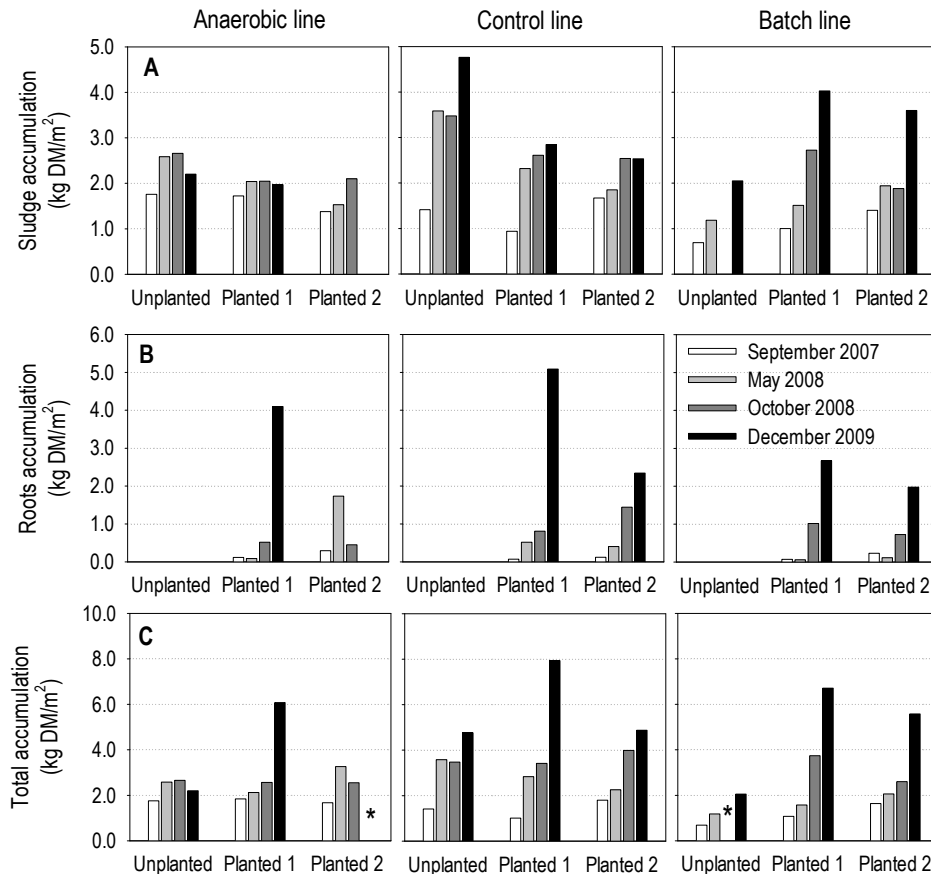 Anaerobic line
Control line
Batch line
Sludge accumulation
(kg DM/m²)
A
5.0
4.0
3.0
2.0
1.0
0.0
Unplanted Planted 1 Planted 2
Unplanted Planted 1 Planted 2
Unplanted Planted 1 Planted 2
Roots accumulation
(kg DM/m²)
B
6.0
5.0
4.0
3.0
2.0
1.0
0.0
September 2007
May 2008
October 2008
December 2009
Unplanted Planted 1 Planted 2
Unplanted Planted 1 Planted 2
Unplanted Planted 1 Planted 2
Total accumulation
(kg DM/m²)
C
10.0
8.0
6.0
4.0
2.0
0.0
*
*
Unplanted Planted 1 Planted 2
Unplanted Planted 1 Planted 2
Unplanted Planted 1 Planted 2